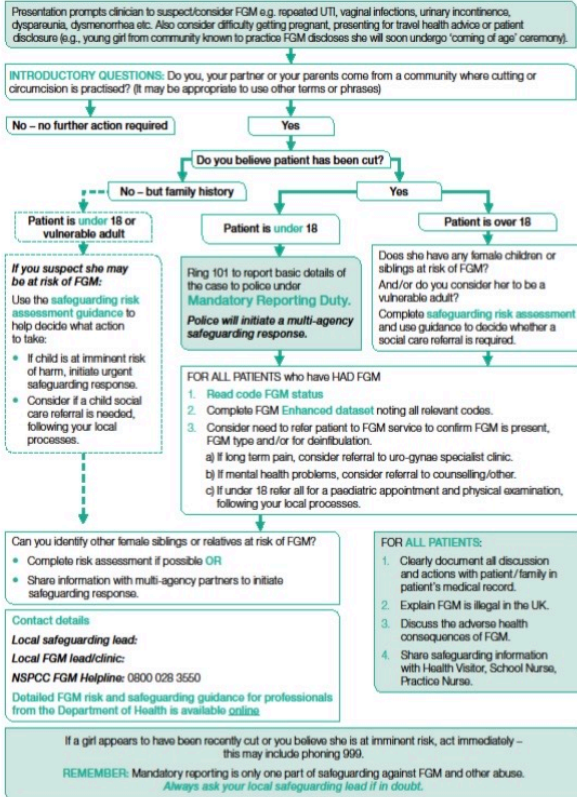 Presentation prompts clinician to suspect/consider FGM e.g. repeated UTI, vaginal infections, urinary incontinence,
dyspareunia, dysmenorrhea etc. Also consider difficulty getting pregnant, presenting for travel health advice or patient
disclosure (e.g., young girl from community known to practice FGM discloses she will soon undergo 'coming of age' ceremony).
INTRODUCTORY QUESTIONS: Do you, your partner or your parents come from a community where cutting or
circumcision is practised? (It may be appropriate to use other terms or phrases)
No – no further action required
Yes
Do you believe patient has been cut?
No – but family history
Yes
Patient is under 18 or
vulnerable adult
Patient is under 18
Patient is over 18
If you suspect she may
be at risk of FGM:
Use the safeguarding risk
assessment guidance to
help decide what action
to take:
• If child is at imminent risk
of harm, initiate urgent
safeguarding response.
• Consider if a child social
care referral is needed,
following your local
processes.
Ring 101 to report basic details of
the case to police under
Mandatory Reporting Duty.
Police will initiate a multi-agency
safeguarding response.
Does she have any female children or
siblings at risk of FGM?
And/or do you consider her to be a
vulnerable adult?
Complete safeguarding risk assessment
and use guidance to decide whether a
social care referral is required.
FOR ALL PATIENTS who have HAD FGM
1. Read code FGM status
2. Complete FGM Enhanced dataset noting all relevant codes.
3. Consider need to refer patient to FGM service to confirm FGM is present,
FGM type and/or for deinfibulation.
a) If long term pain, consider referral to uro-gynae specialist clinic.
b) If mental health problems, consider referral to counselling/other.
c) If under 18 refer all for a paediatric appointment and physical examination,
following your local processes.
Can you identify other female siblings or relatives at risk of FGM?
• Complete risk assessment if possible OR
• Share information with multi-agency partners to initiate
safeguarding response.
Contact details
Local safeguarding lead:
Local FGM lead/clinic:
NSPCC FGM Helpline: 0800 028 3550
Detailed FGM risk and safeguarding guidance for professionals
from the Department of Health is available online
FOR ALL PATIENTS:
1. Clearly document all discussion
and actions with patient/family in
patient's medical record.
2. Explain FGM is illegal in the UK.
3. Discuss the adverse health
consequences of FGM.
4. Share safeguarding information
with Health Visitor, School Nurse,
Practice Nurse.
If a girl appears to have been recently cut or you believe she is at imminent risk, act immediately –
this may include phoning 999.
REMEMBER: Mandatory reporting is only one part of safeguarding against FGM and other abuse.
Always ask your local safeguarding lead if in doubt.